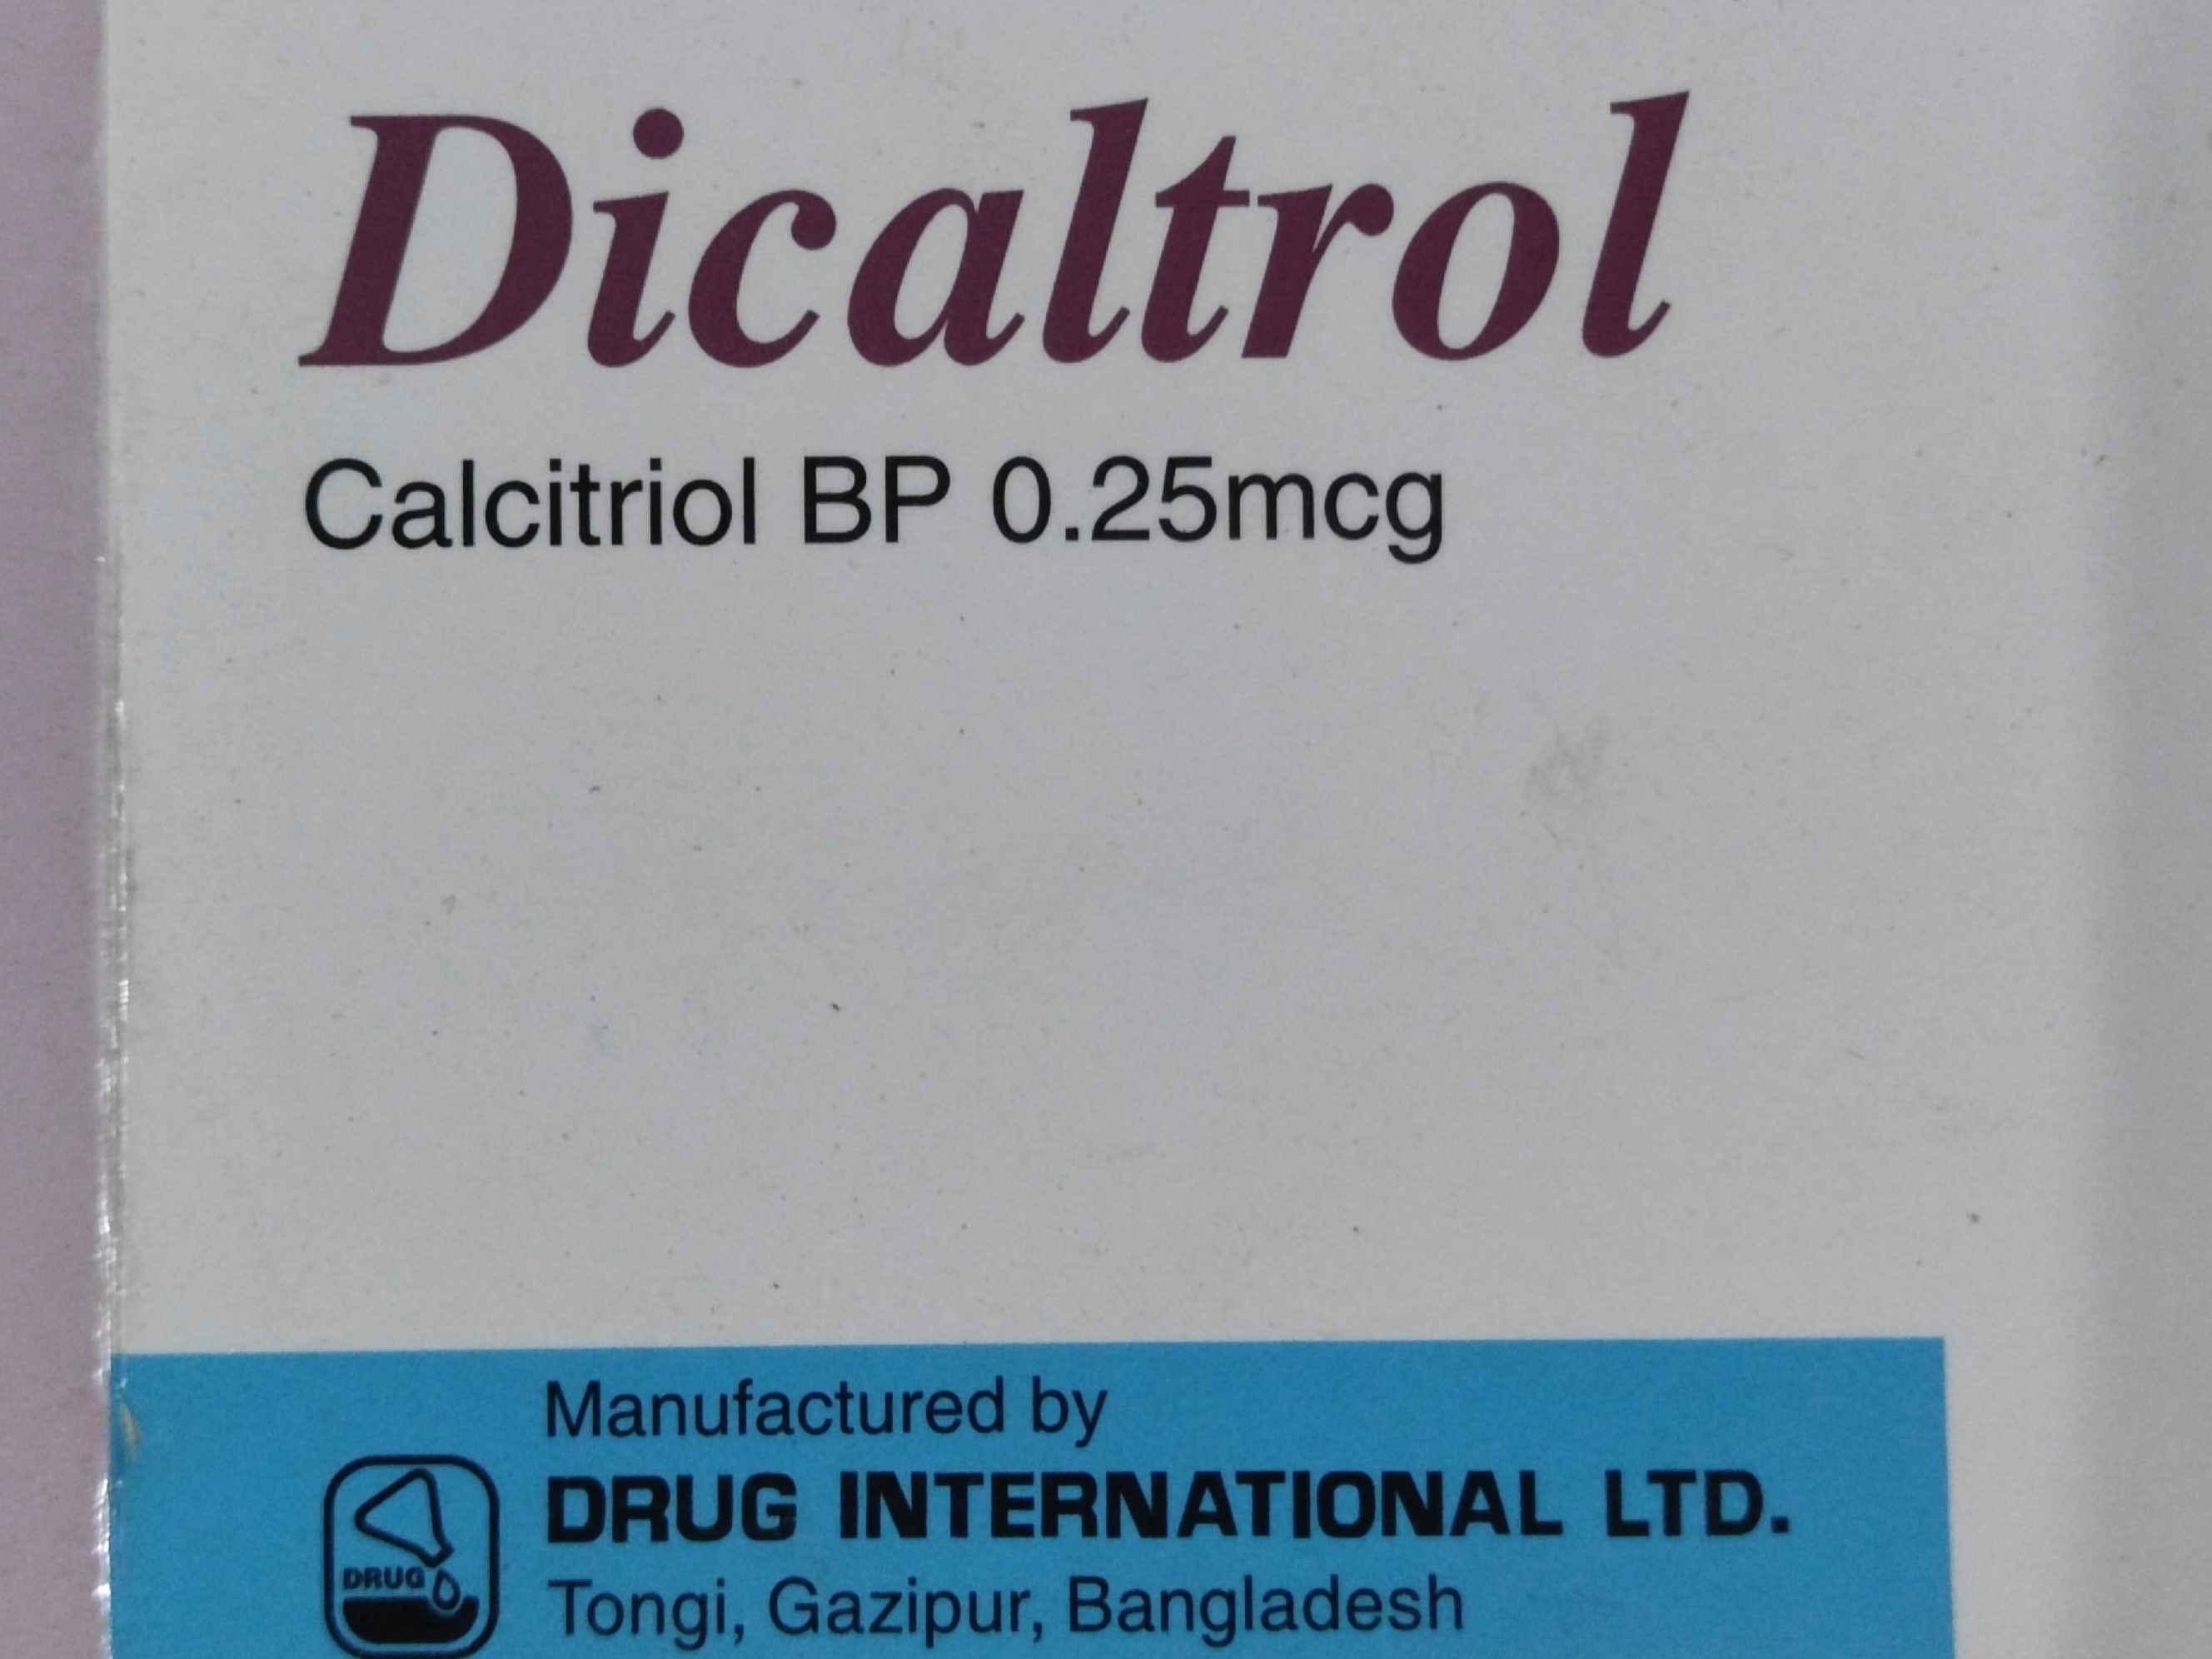 Dicaltrol
Calcitriol BP 0.25mcg
Manufactured by
DRUG INTERNATIONAL LTD.
DRUG
Tongi, Gazipur, Bangladesh